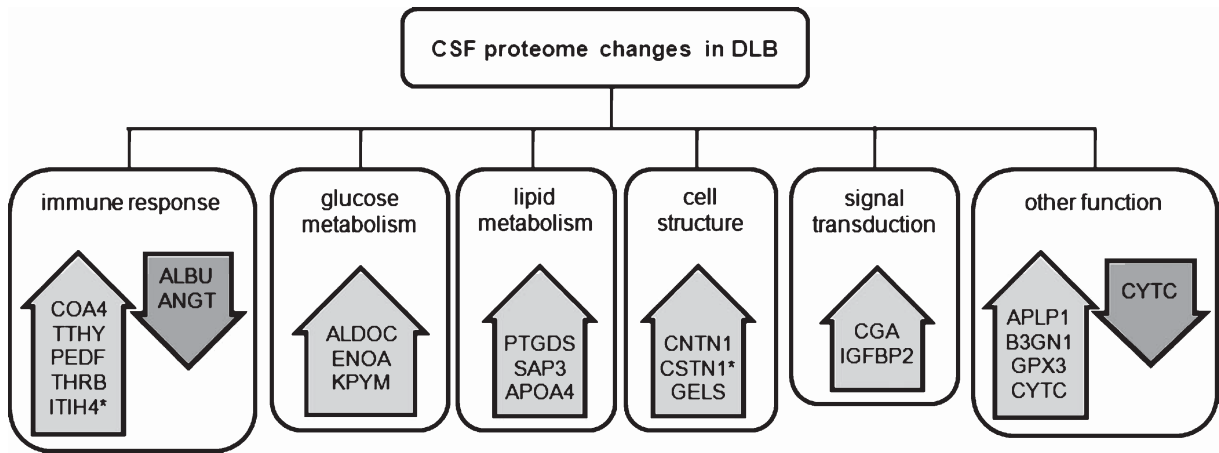 CSF proteome changes in DLB
immune response
COA4
TTHY
PEDF
THRB
ITIH4*
ALBU
ANGT
glucose
metabolism
ALDOC
ENOA
KPYM
lipid
metabolism
PTGDS
SAP3
APOA4
cell
structure
CNTN1
CSTN1*
GELS
signal
transduction
CGA
IGFBP2
other function
APLP1
B3GN1
GPX3
CYTC
CYTC